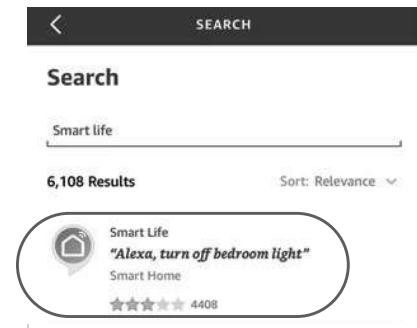 SEARCH
Search
Smart life
6,108 Results Sort: Relevance
Smart Life
“Alexa, turn off bedroom light”
Smart Home
4408